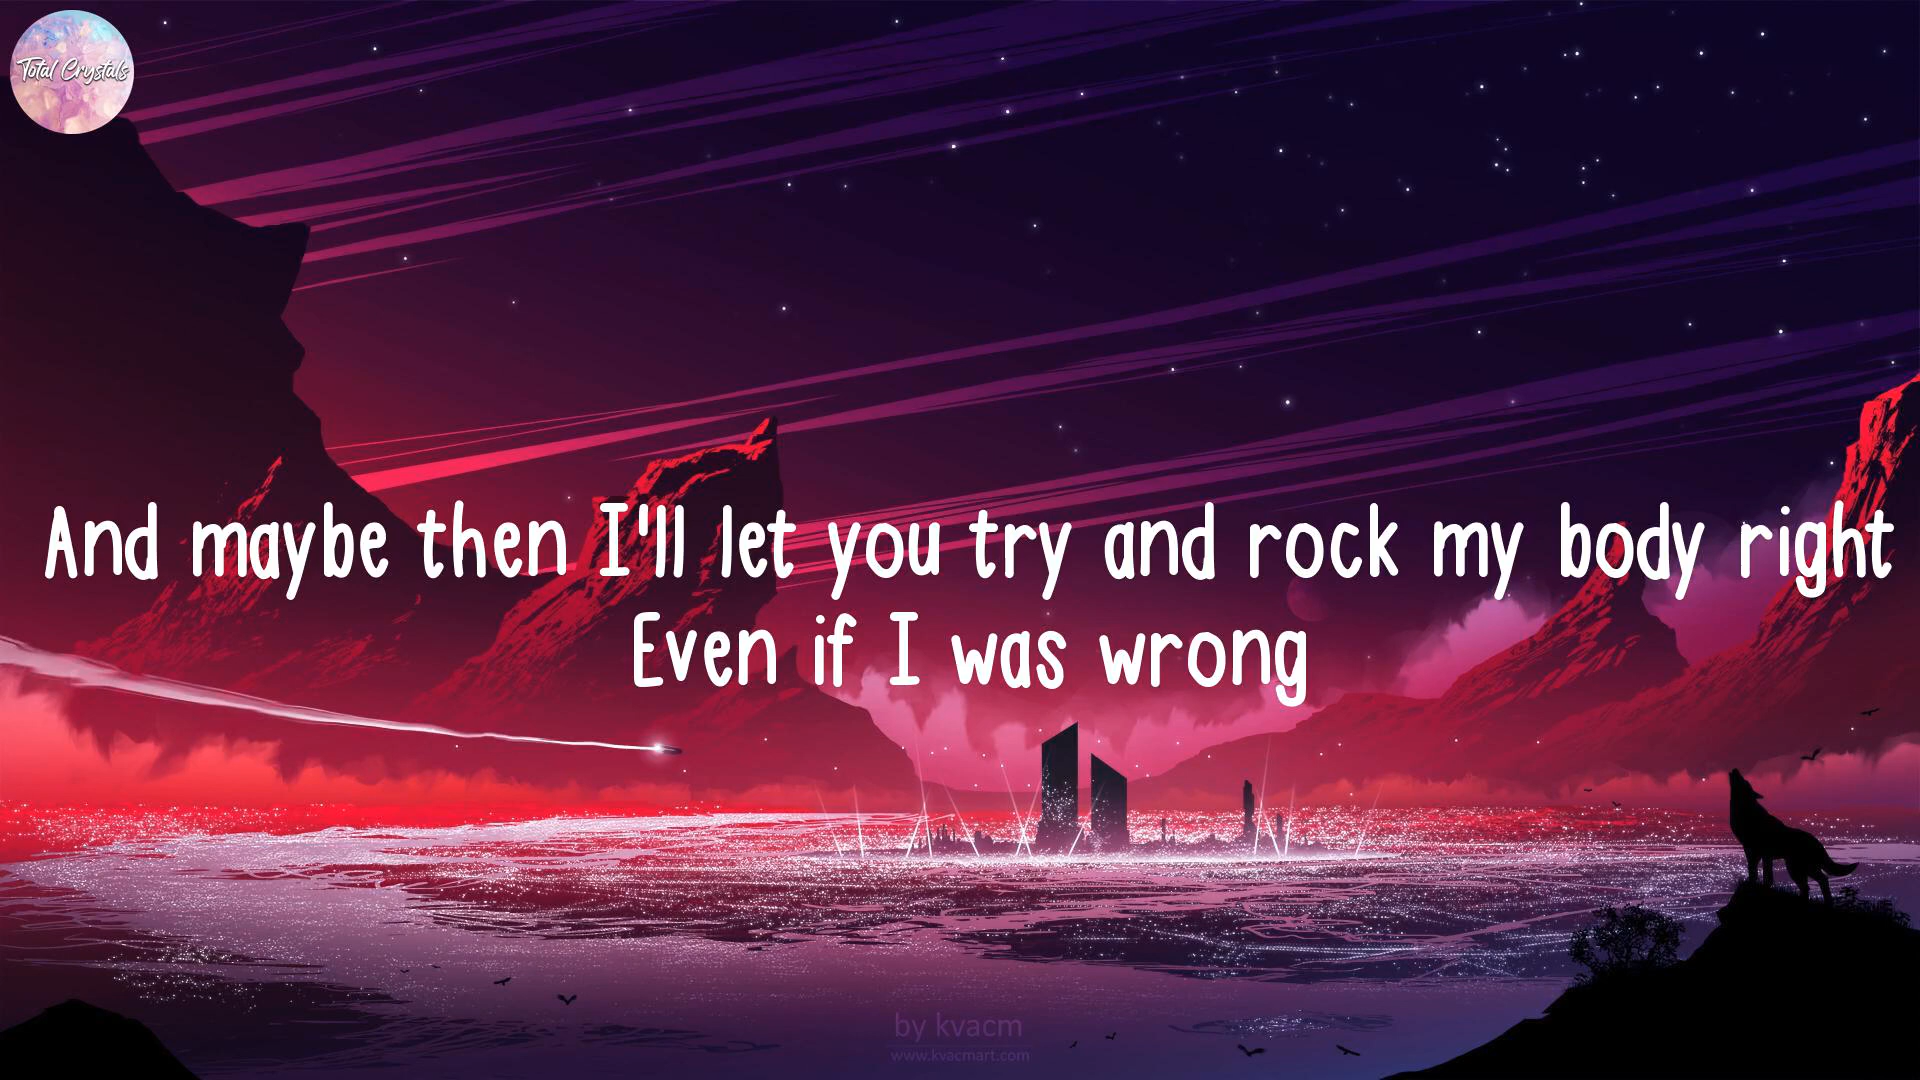 Total Crystals
And maybe then I'll let you try and rock my body right
Even if I was wrong
by kvacm
www.kvacmart.com